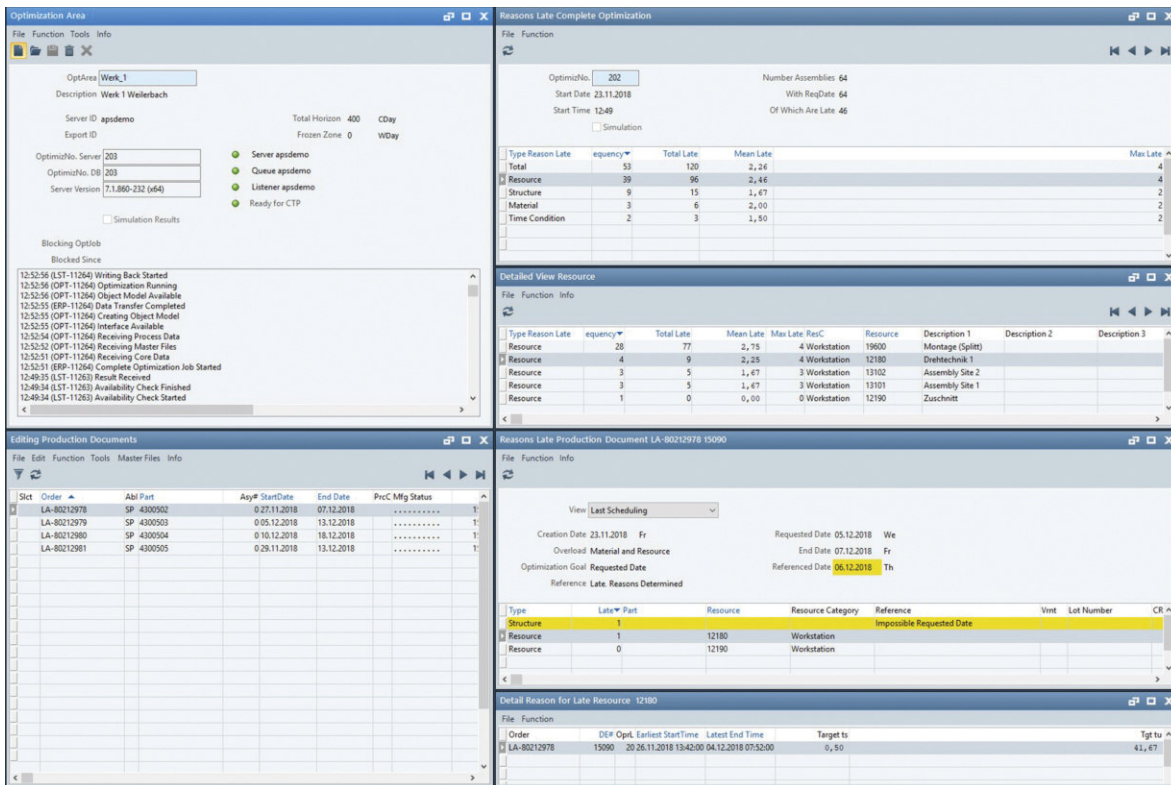 Optimization Area
File Function Tools Info
OptArea Werk_1
Description Werk 1 Weilerbach
Server ID apsdemo Total Horizon 400 CDay
Export ID Frozen Zone 0 WDay
OptimizNo. Server 203 Server apsdemo
OptimizNo. DB 203 Queue apsdemo
Server Version 7.1.860-232 (x64) Listener apsdemo
Ready for CTP
Simulation Results
Blocking OptJob
Blocked Since
12:52:56 (LST-11264) Writing Back Started
12:52:56 (OPT-11264) Optimization Running
12:52:56 (OPT-11264) Object Model Available
12:52:55 (ERP-11264) Data Transfer Completed
12:52:55 (OPT-11264) Creating Object Model
12:52:55 (OPT-11264) Interface Available
12:52:54 (OPT-11264) Receiving Process Data
12:52:52 (OPT-11264) Receiving Master Files
12:52:51 (OPT-11264) Receiving Core Data
12:52:51 (ERP-11264) Complete Optimization Job Started
12:49:35 (LST-11263) Result Received
12:49:34 (LST-11263) Availability Check Finished
12:49:34 (LST-11263) Availability Check Started
Reasons Late Complete Optimization
File Function
OptimizNo. 202 Number Assemblies 64
Start Date 23.11.2018 With ReqDate 64
Start Time 12:49 Of Which Are Late 46
Simulation
Type Reason Late equency Total Late Mean Late Max Late
Total 53 120 2,26 4
Resource 39 96 2,46 4
Structure 9 15 1,67 2
Material 3 6 2,00 2
Time Condition 2 3 1,50 2
Detailed View Resource
File Function Info
Type Reason Late equency Total Late Mean Late Max Late ResC Resource Description 1 Description 2 Description 3
Resource 28 77 2,75 4 Workstation 19600 Montage (Splitt)
Resource 4 9 2,25 4 Workstation 12180 Drehtechnik 1
Resource 3 5 1,67 3 Workstation 13102 Assembly Site 2
Resource 3 5 1,67 3 Workstation 13101 Assembly Site 1
Resource 1 0 0,00 0 Workstation 12190 Zuschnitt
Editing Production Documents
File Edit Function Tools Master Files Info
Slct Order Abl Part Asy# StartDate End Date PrcC Mfg Status
LA-80212978 SP 4300502 0 27.11.2018 07.12.2018 ..........
LA-80212979 SP 4300503 0 05.12.2018 13.12.2018 ..........
LA-80212980 SP 4300504 0 10.12.2018 18.12.2018 ..........
LA-80212981 SP 4300505 0 29.11.2018 13.12.2018 ..........
Reasons Late Production Document LA-80212978 15090
File Function Info
View Last Scheduling
Creation Date 23.11.2018 Fr Requested Date 05.12.2018 We
Overload Material and Resource End Date 07.12.2018 Fr
Optimization Goal Requested Date Referenced Date 06.12.2018 Th
Reference Late. Reasons Determined
Type Late Part Resource Resource Category Reference Vrnt Lot Number CR
Structure 1 Impossible Requested Date
Resource 1 12180 Workstation
Resource 0 12190 Workstation
Detail Reason for Late Resource 12180
File Function
Order DE# OprL Earliest StartTime Latest End Time Target ts Tgt tu
LA-80212978 15090 20 26.11.2018 13:42:00 04.12.2018 07:52:00 0,50 41,67